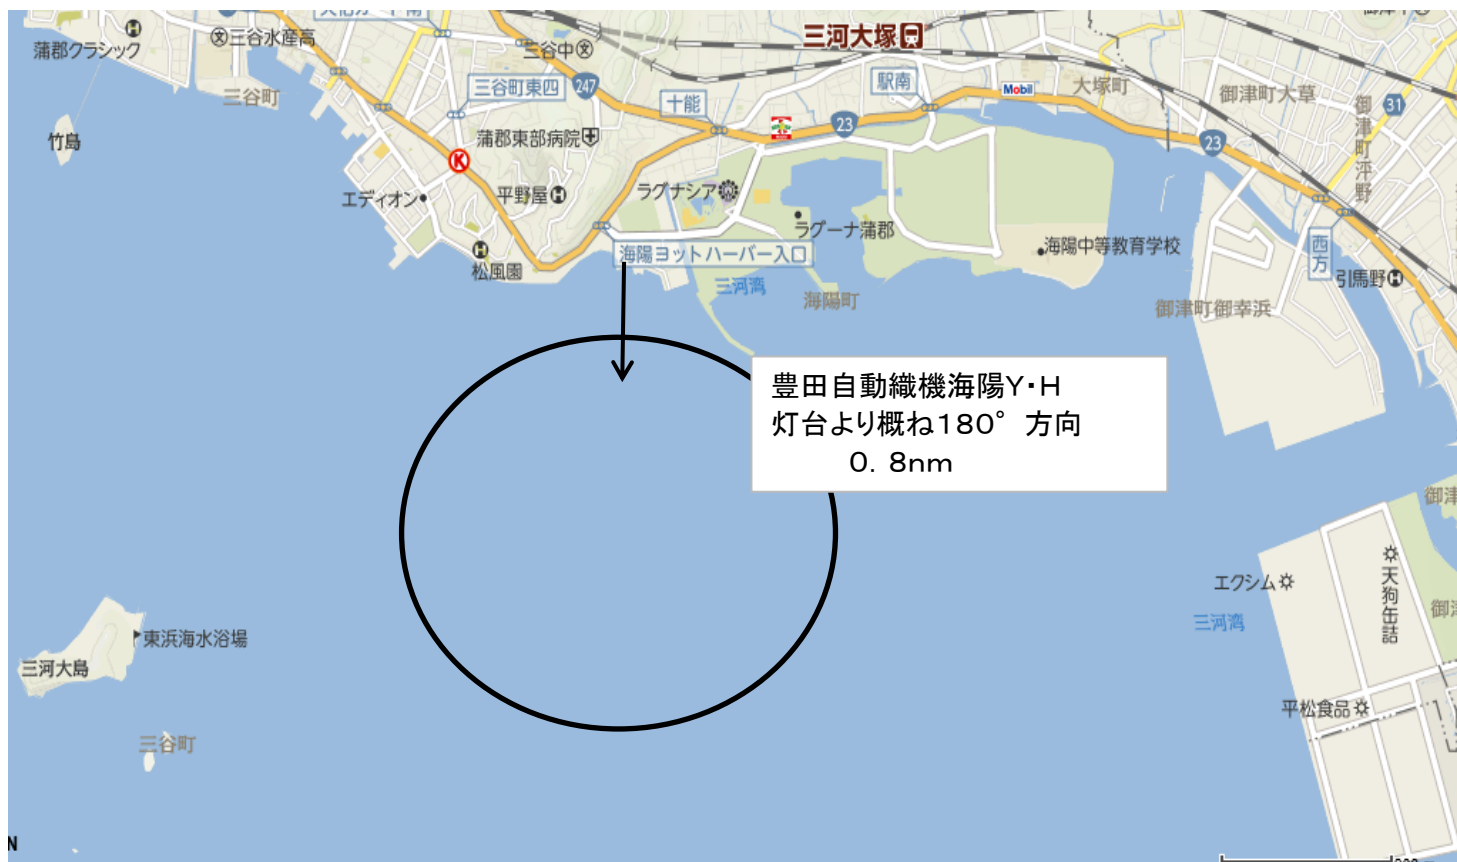 三河大塚
蒲郡クラシック
三谷水産高
三谷中
三谷町
三谷町東四
247
十能
駅南
Mobil
大塚町
御津町大草
31
御津町泙野
竹島
蒲郡東部病院
23
23
K
エディオン
平野屋
ラグナシア
ラグーナ蒲郡
海陽中等教育学校
松風園
海陽ヨットハーバー入口
三河湾
海陽町
西方
引馬野
御津町御幸浜
豊田自動織機海陽Y・H
灯台より概ね180°方向
0.8nm
エクシム
天狗缶詰
三河湾
東浜海水浴場
三河大島
平松食品
三谷町
N